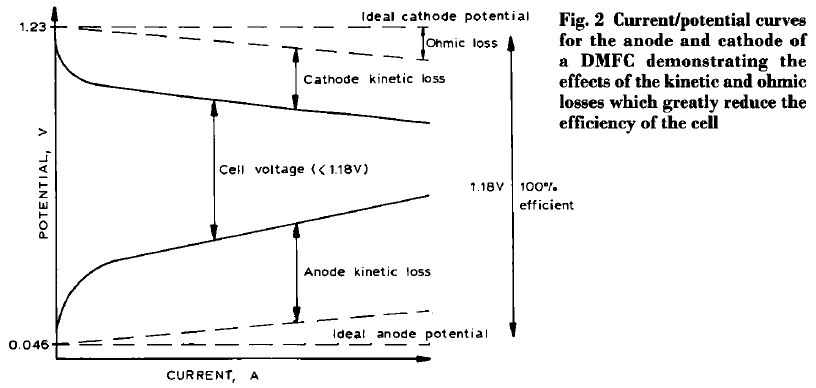 Ideal cathode potential
1.23
Ohmic loss
Cathode kinetic loss
Cell voltage (<1.18V)
1.18V
100%
efficient
POTENTIAL, V
Anode kinetic loss
Ideal anode potential
0.046
CURRENT, A
Fig. 2 Current/potential curves
for the anode and cathode of
a DMFC demonstrating the
effects of the kinetic and ohmic
losses which greatly reduce the
efficiency of the cell